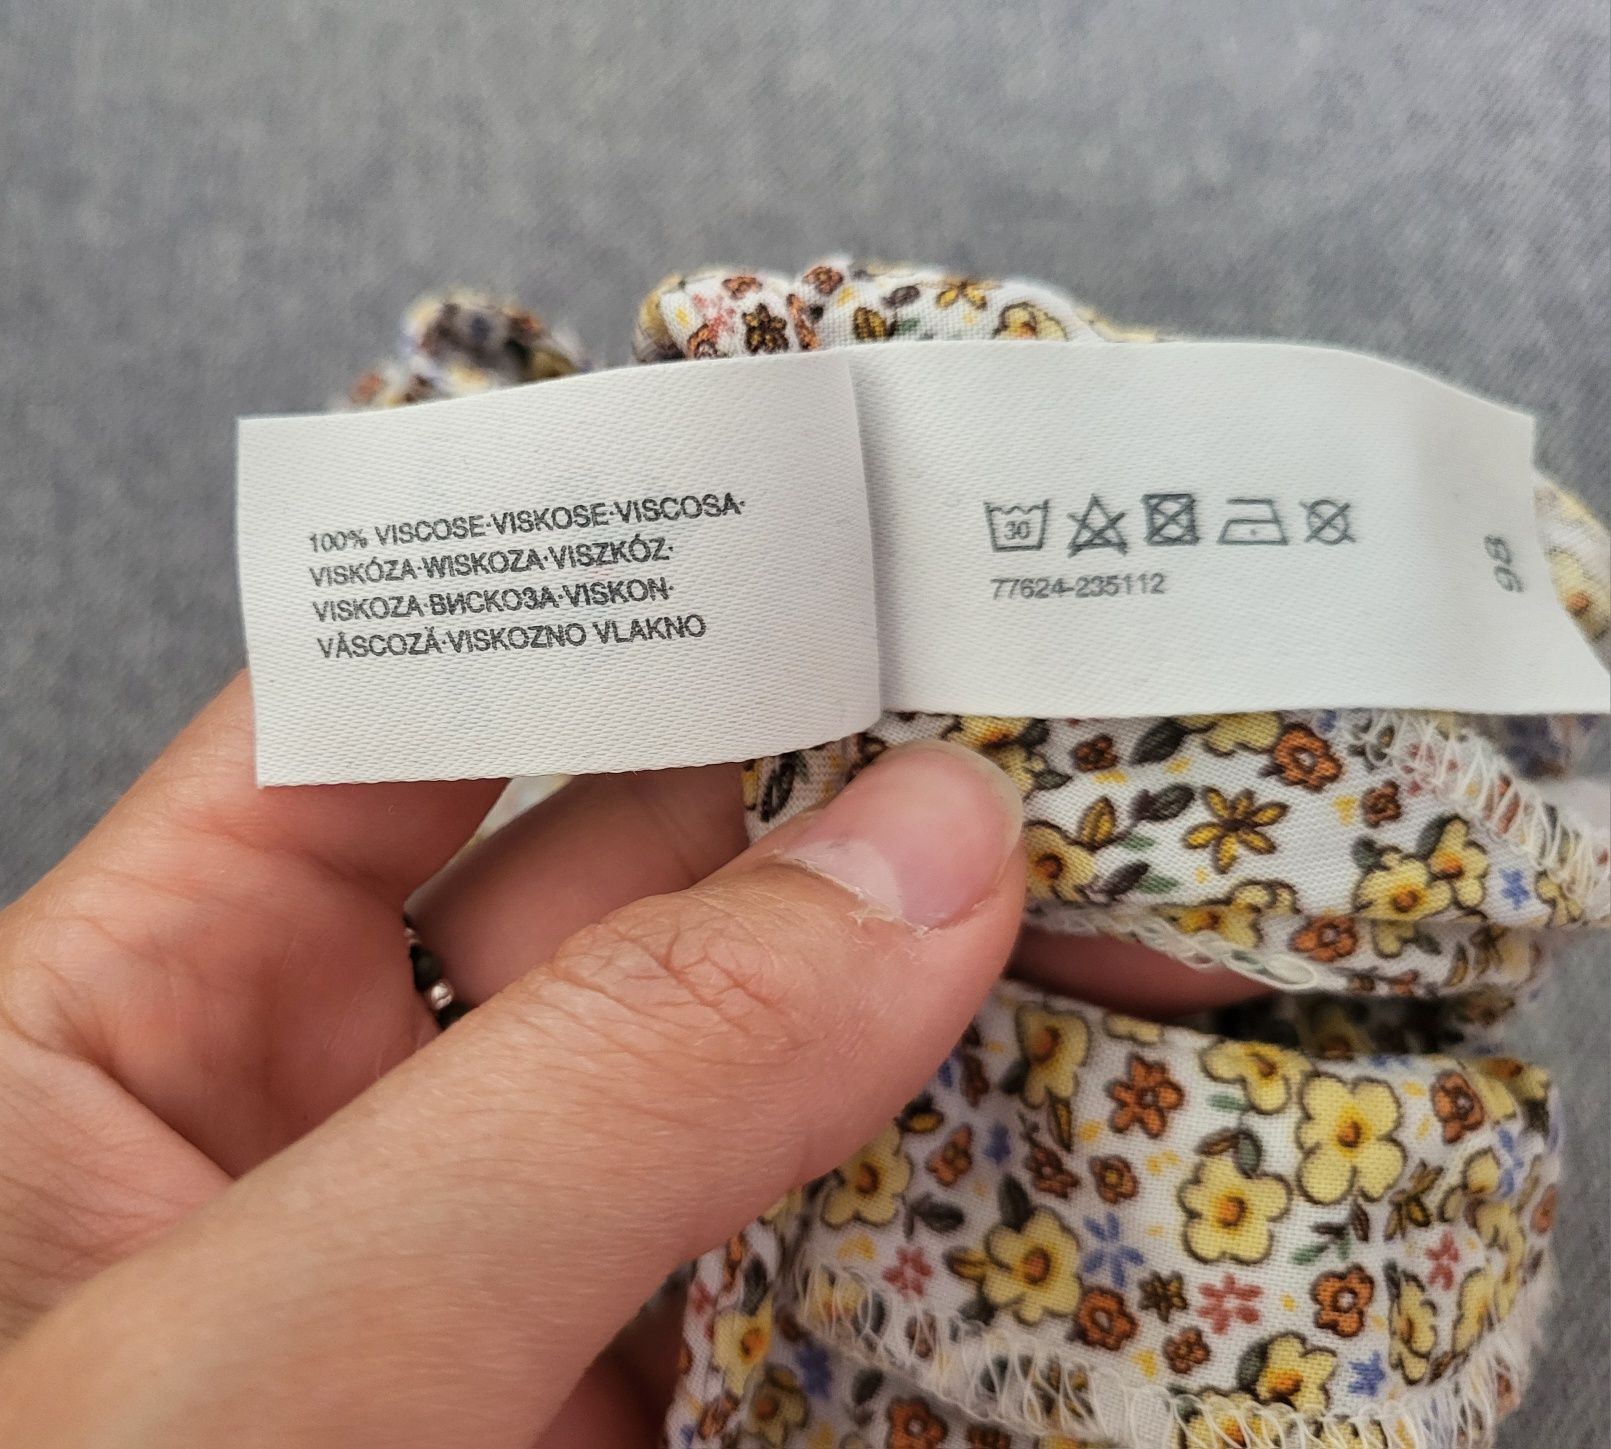 100% VISCOSE·VISKOSE·VISCOSA·
VISKÓZA·WISKOZA·VISZKÓZ·
VISKOZA·ВИСКОЗА·VISKON·
VÂSCOZĂ·VISKOZNO VLAKNO
30
77624-235112
98